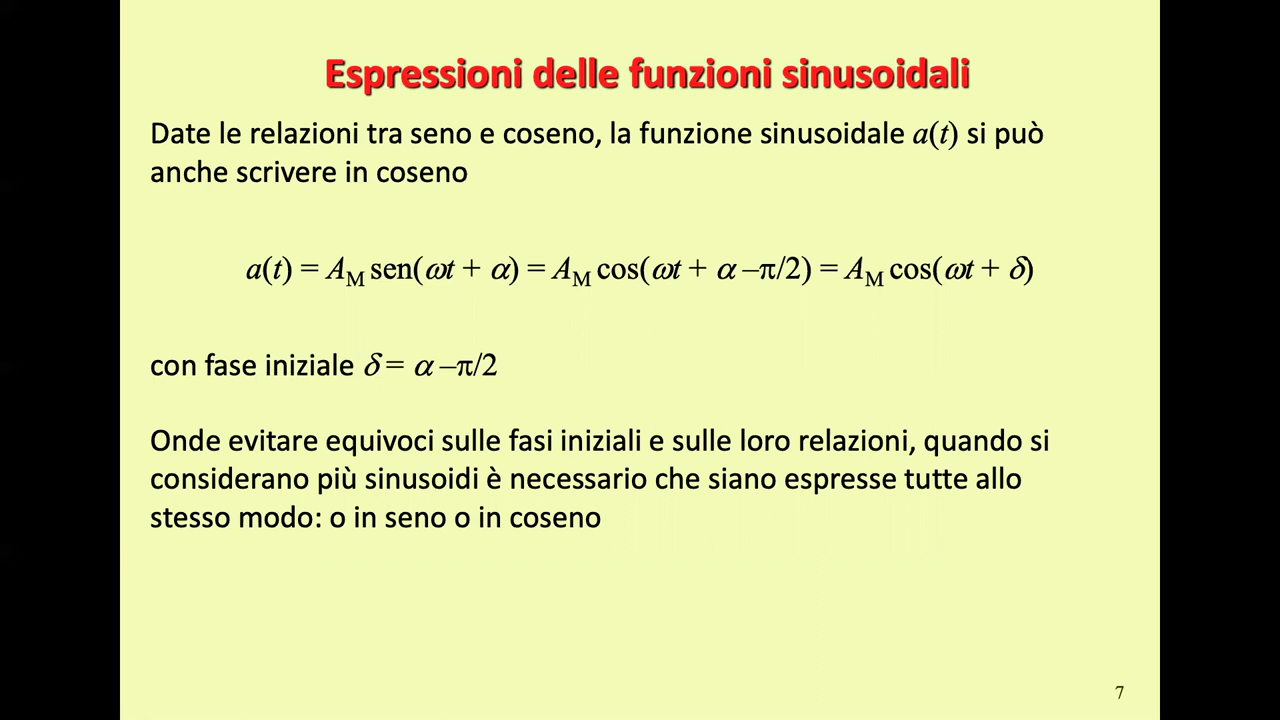 Espressioni delle funzioni sinusoidali
Date le relazioni tra seno e coseno, la funzione sinusoidale a(t) si può
anche scrivere in coseno
a(t) = A_M sen(ωt + α) = A_M cos(ωt + α –π/2) = A_M cos(ωt + δ)
con fase iniziale δ = α –π/2
Onde evitare equivoci sulle fasi iniziali e sulle loro relazioni, quando si
considerano più sinusoidi è necessario che siano espresse tutte allo
stesso modo: o in seno o in coseno
7